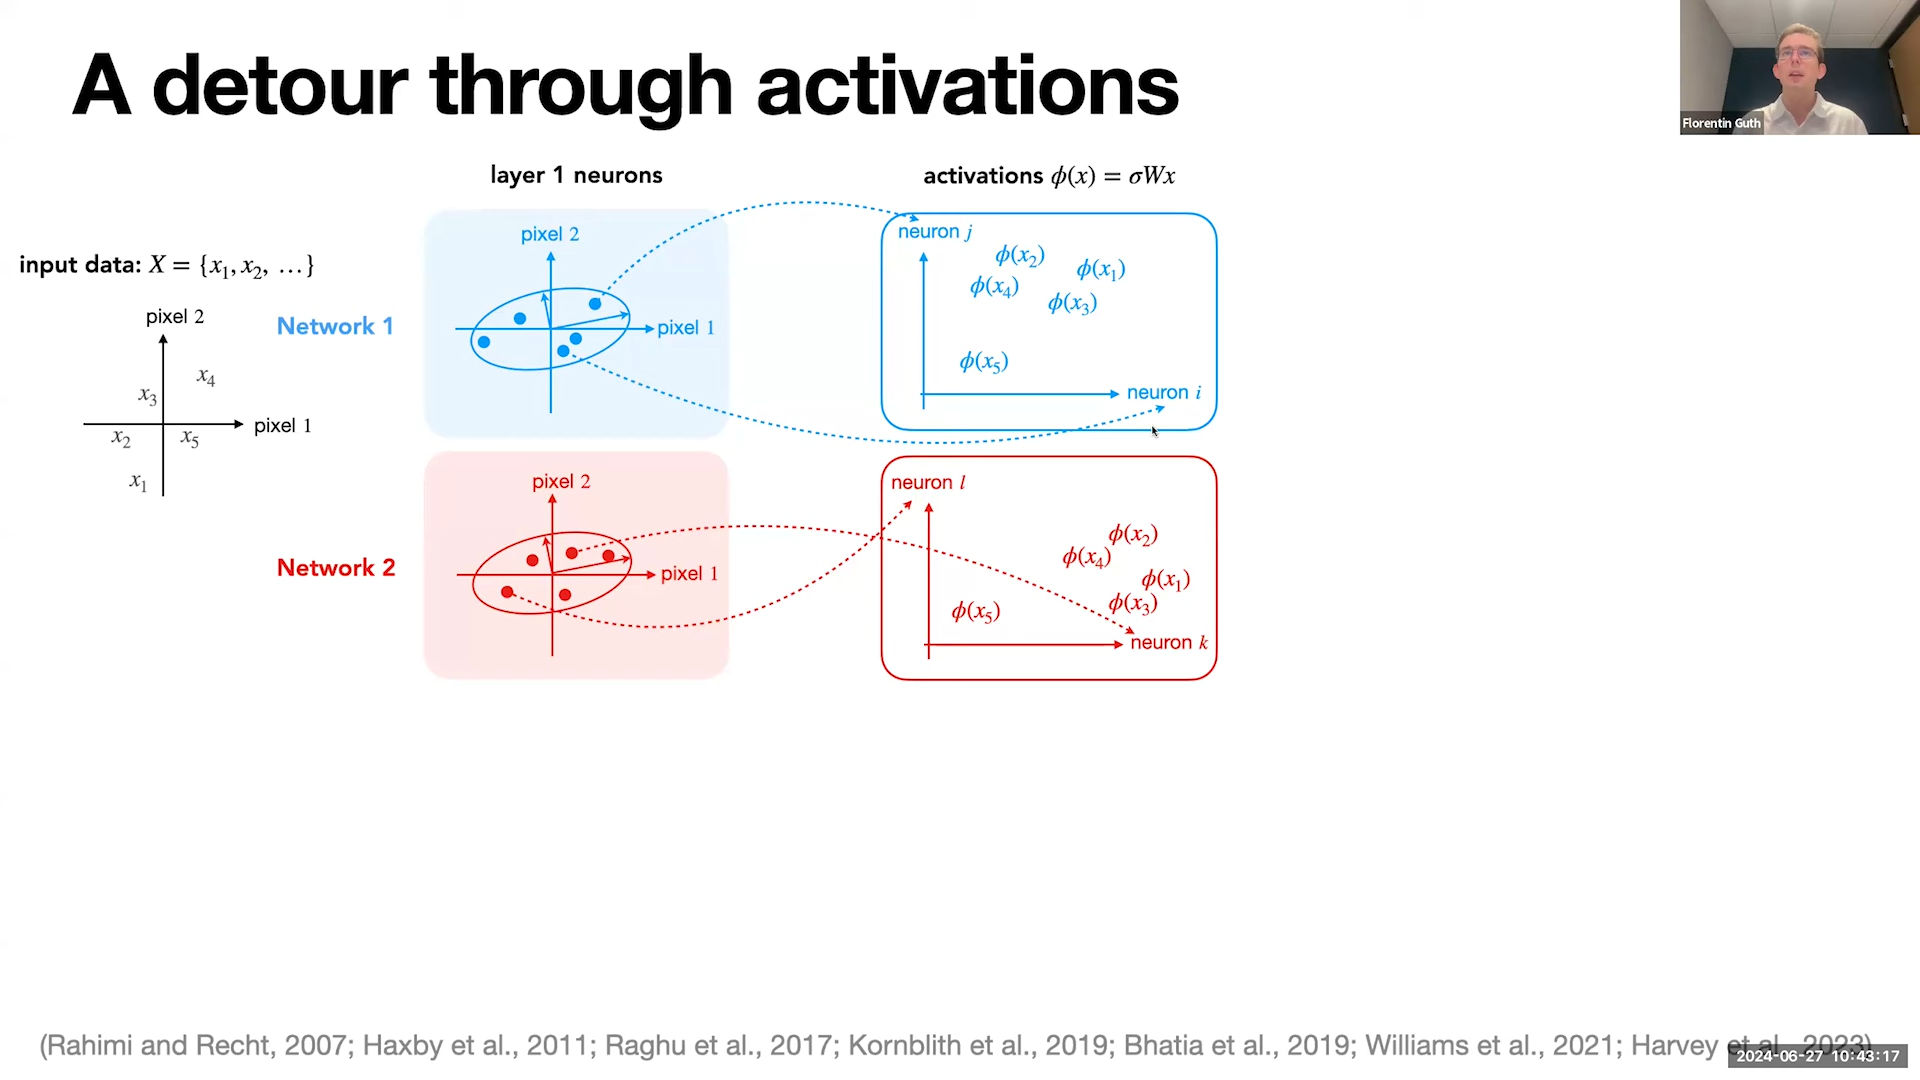 A detour through activations
Florentin Guth
layer 1 neurons
activations ϕ(x) = σWx
input data: X = {x₁, x₂, …}
pixel 2
x₄
x₃
pixel 1
x₂
x₅
x₁
Network 1
pixel 2
pixel 1
neuron j
ϕ(x₂)
ϕ(x₁)
ϕ(x₄)
ϕ(x₃)
ϕ(x₅)
neuron i
Network 2
pixel 2
pixel 1
neuron l
ϕ(x₂)
ϕ(x₄)
ϕ(x₁)
ϕ(x₃)
ϕ(x₅)
neuron k
(Rahimi and Recht, 2007; Haxby et al., 2011; Raghu et al., 2017; Kornblith et al., 2019; Bhatia et al., 2019; Williams et al., 2021; Harvey et al., 2023)
2024-06-27 10:43:17